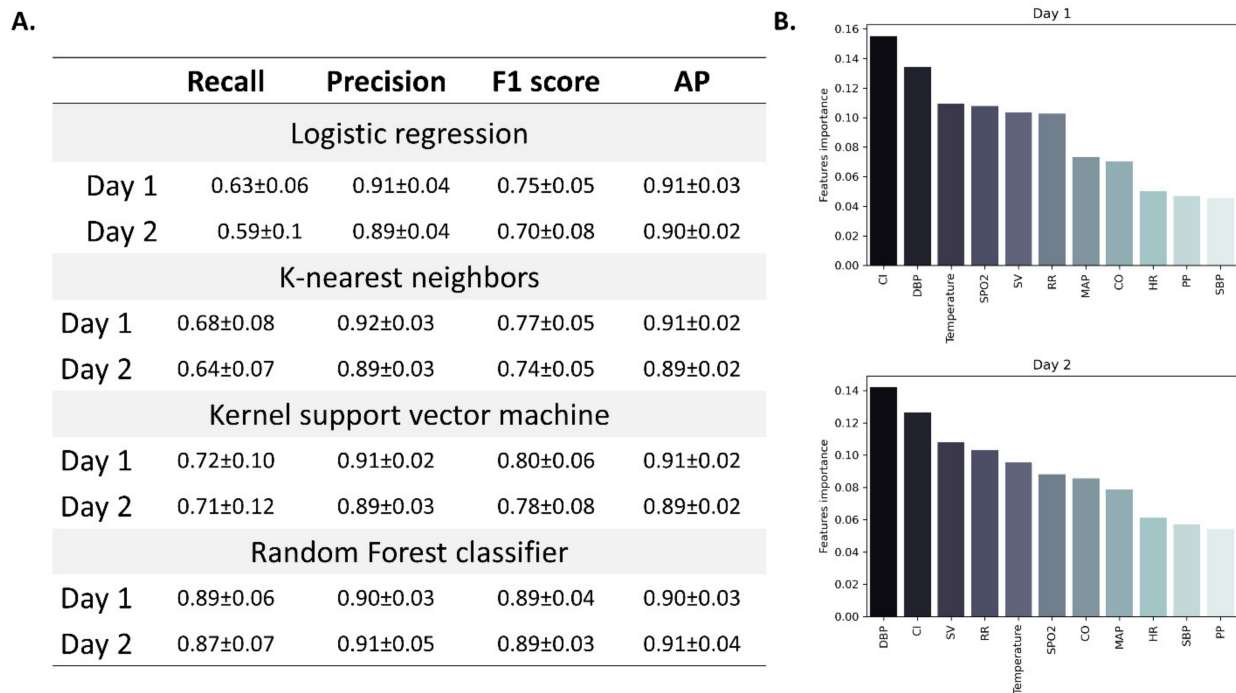 A.
Recall Precision F1 score AP
Logistic regression
Day 1 0.63±0.06 0.91±0.04 0.75±0.05 0.91±0.03
Day 2 0.59±0.1 0.89±0.04 0.70±0.08 0.90±0.02
K-nearest neighbors
Day 1 0.68±0.08 0.92±0.03 0.77±0.05 0.91±0.02
Day 2 0.64±0.07 0.89±0.03 0.74±0.05 0.89±0.02
Kernel support vector machine
Day 1 0.72±0.10 0.91±0.02 0.80±0.06 0.91±0.02
Day 2 0.71±0.12 0.89±0.03 0.78±0.08 0.89±0.02
Random Forest classifier
Day 1 0.89±0.06 0.90±0.03 0.89±0.04 0.90±0.03
Day 2 0.87±0.07 0.91±0.05 0.89±0.03 0.91±0.04
B.
Day 1
Features importance
0.16
0.14
0.12
0.10
0.08
0.06
0.04
0.02
0.00
CI DBP Temperature SPO2 SV RR MAP CO HR PP SBP
Day 2
Features importance
0.14
0.12
0.10
0.08
0.06
0.04
0.02
0.00
DBP CI SV RR Temperature SPO2 CO MAP HR SBP PP